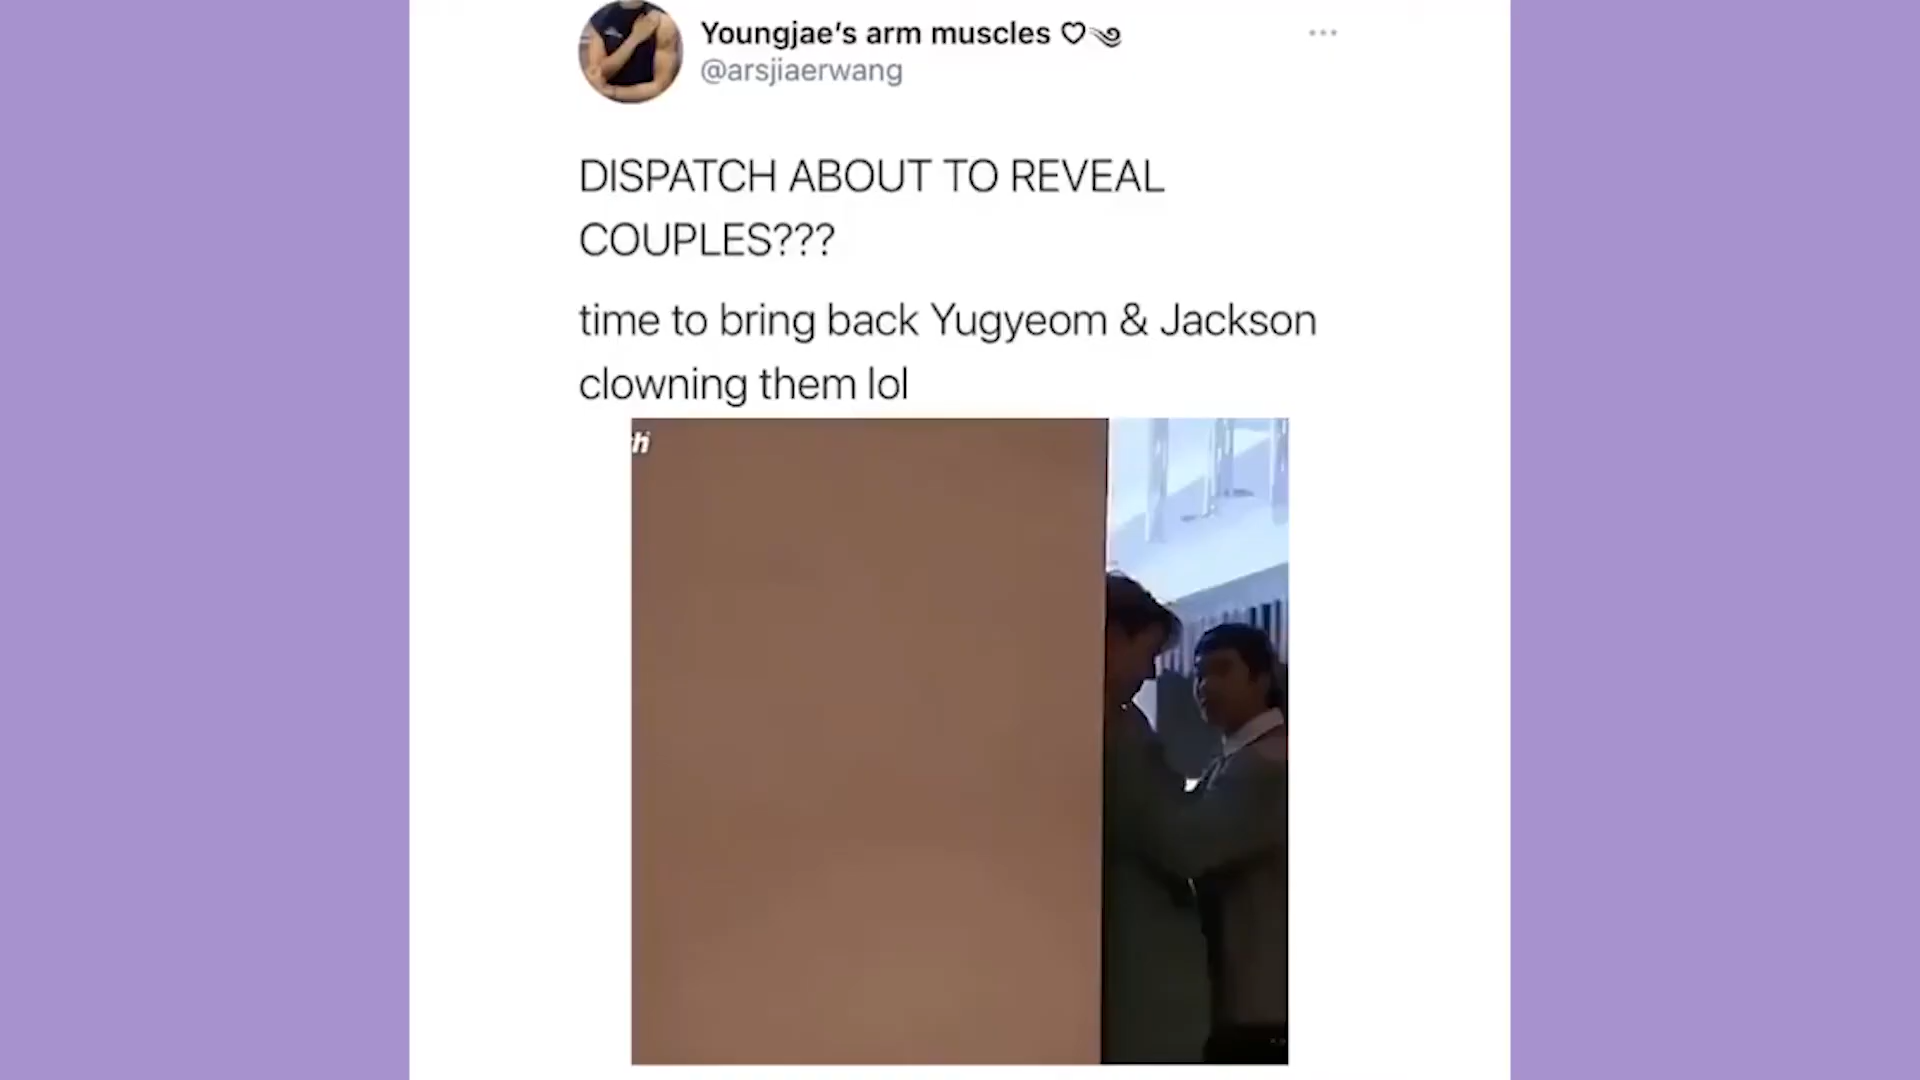 Youngjae's arm muscles ♡༄
@arsjiaerwang
DISPATCH ABOUT TO REVEAL
COUPLES???
time to bring back Yugyeom & Jackson
clowning them lol